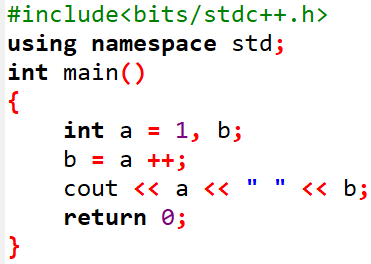 #include<bits/stdc++.h>
using namespace std;
int main()
{
    int a = 1, b;
    b = a ++;
    cout << a << " " << b;
    return 0;
}